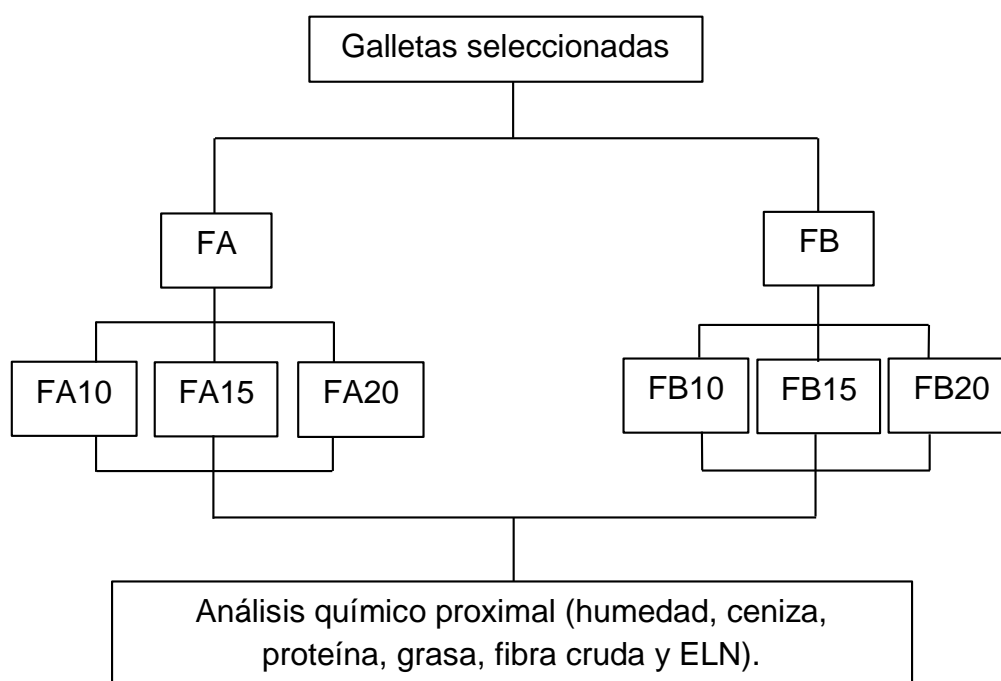 Galletas seleccionadas
FA
FB
FA10
FA15
FA20
FB10
FB15
FB20
Análisis químico proximal (humedad, ceniza,
proteína, grasa, fibra cruda y ELN).